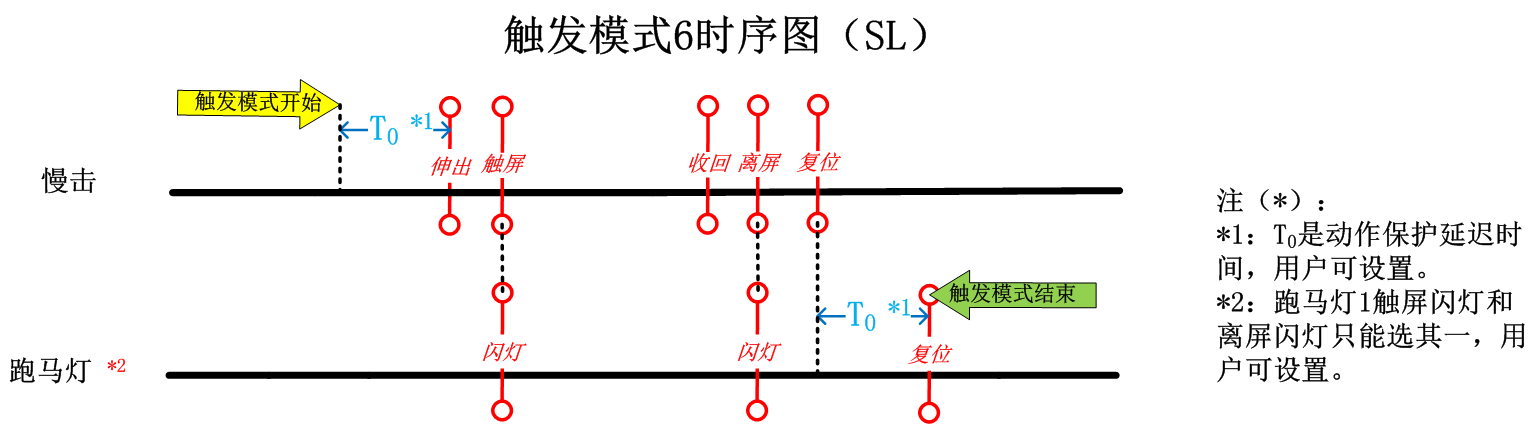 触发模式6时序图（SL）
触发模式开始
T0 *1
伸出 触屏 收回 离屏 复位
慢击
注（*）：
*1：T0是动作保护延迟时
间，用户可设置。
*2：跑马灯1触屏闪灯和
离屏闪灯只能选其一，用
户可设置。
触发模式结束
T0 *1
闪灯 闪灯 复位
跑马灯 *2